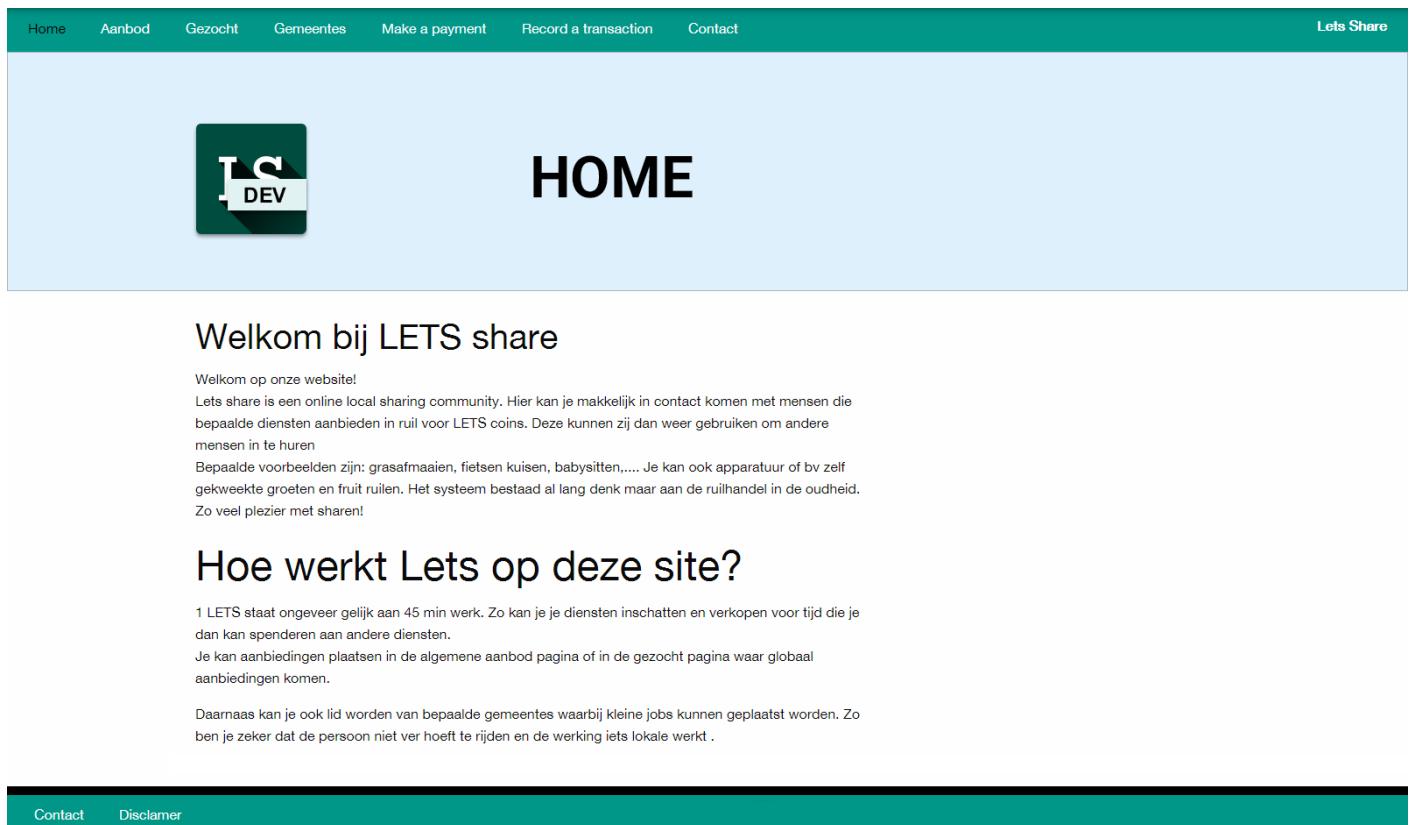 Home Aanbod Gezocht Gemeentes Make a payment Record a transaction Contact Lets Share
LS
DEV
HOME
Welkom bij LETS share
Welkom op onze website!
Lets share is een online local sharing community. Hier kan je makkelijk in contact komen met mensen die
bepaalde diensten aanbieden in ruil voor LETS coins. Deze kunnen zij dan weer gebruiken om andere
mensen in te huren
Bepaalde voorbeelden zijn: grasafmaaien, fietsen kuisen, babysitten,.... Je kan ook apparatuur of bv zelf
gekweekte groeten en fruit ruilen. Het systeem bestaad al lang denk maar aan de ruilhandel in de oudheid.
Zo veel plezier met sharen!
Hoe werkt Lets op deze site?
1 LETS staat ongeveer gelijk aan 45 min werk. Zo kan je je diensten inschatten en verkopen voor tijd die je
dan kan spenderen aan andere diensten.
Je kan aanbiedingen plaatsen in de algemene aanbod pagina of in de gezocht pagina waar globaal
aanbiedingen komen.
Daarnaas kan je ook lid worden van bepaalde gemeentes waarbij kleine jobs kunnen geplaatst worden. Zo
ben je zeker dat de persoon niet ver hoeft te rijden en de werking iets lokale werkt .
Contact Disclamer